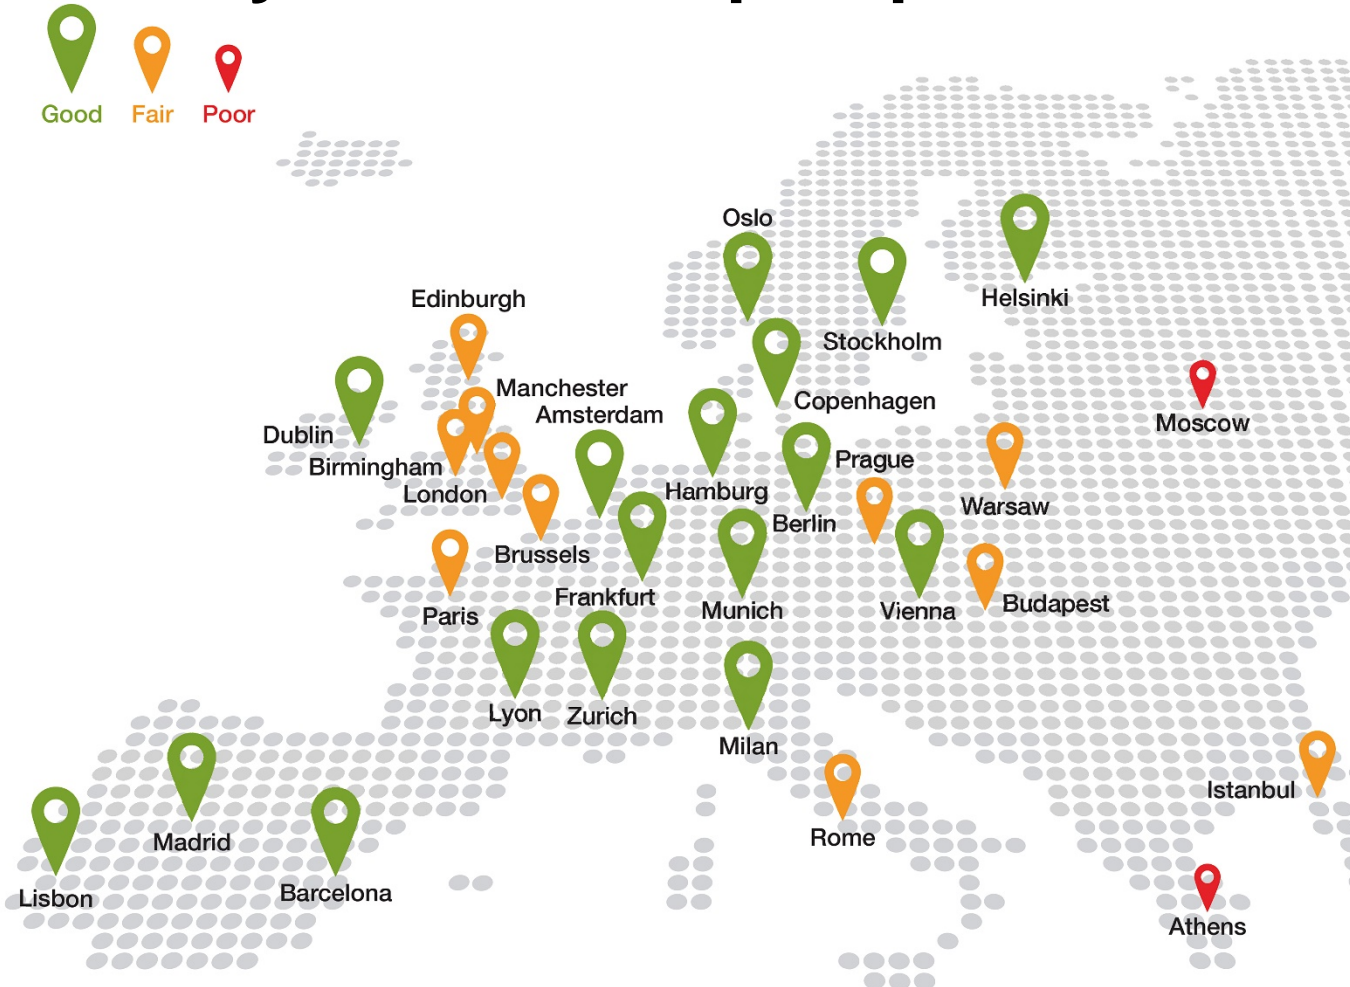 Good
Fair
Poor
Oslo
Helsinki
Edinburgh
Stockholm
Manchester
Copenhagen
Amsterdam
Moscow
Dublin
Prague
Birmingham
Hamburg
London
Warsaw
Berlin
Brussels
Frankfurt
Budapest
Munich
Vienna
Paris
Lyon
Zurich
Milan
Istanbul
Rome
Madrid
Barcelona
Lisbon
Athens